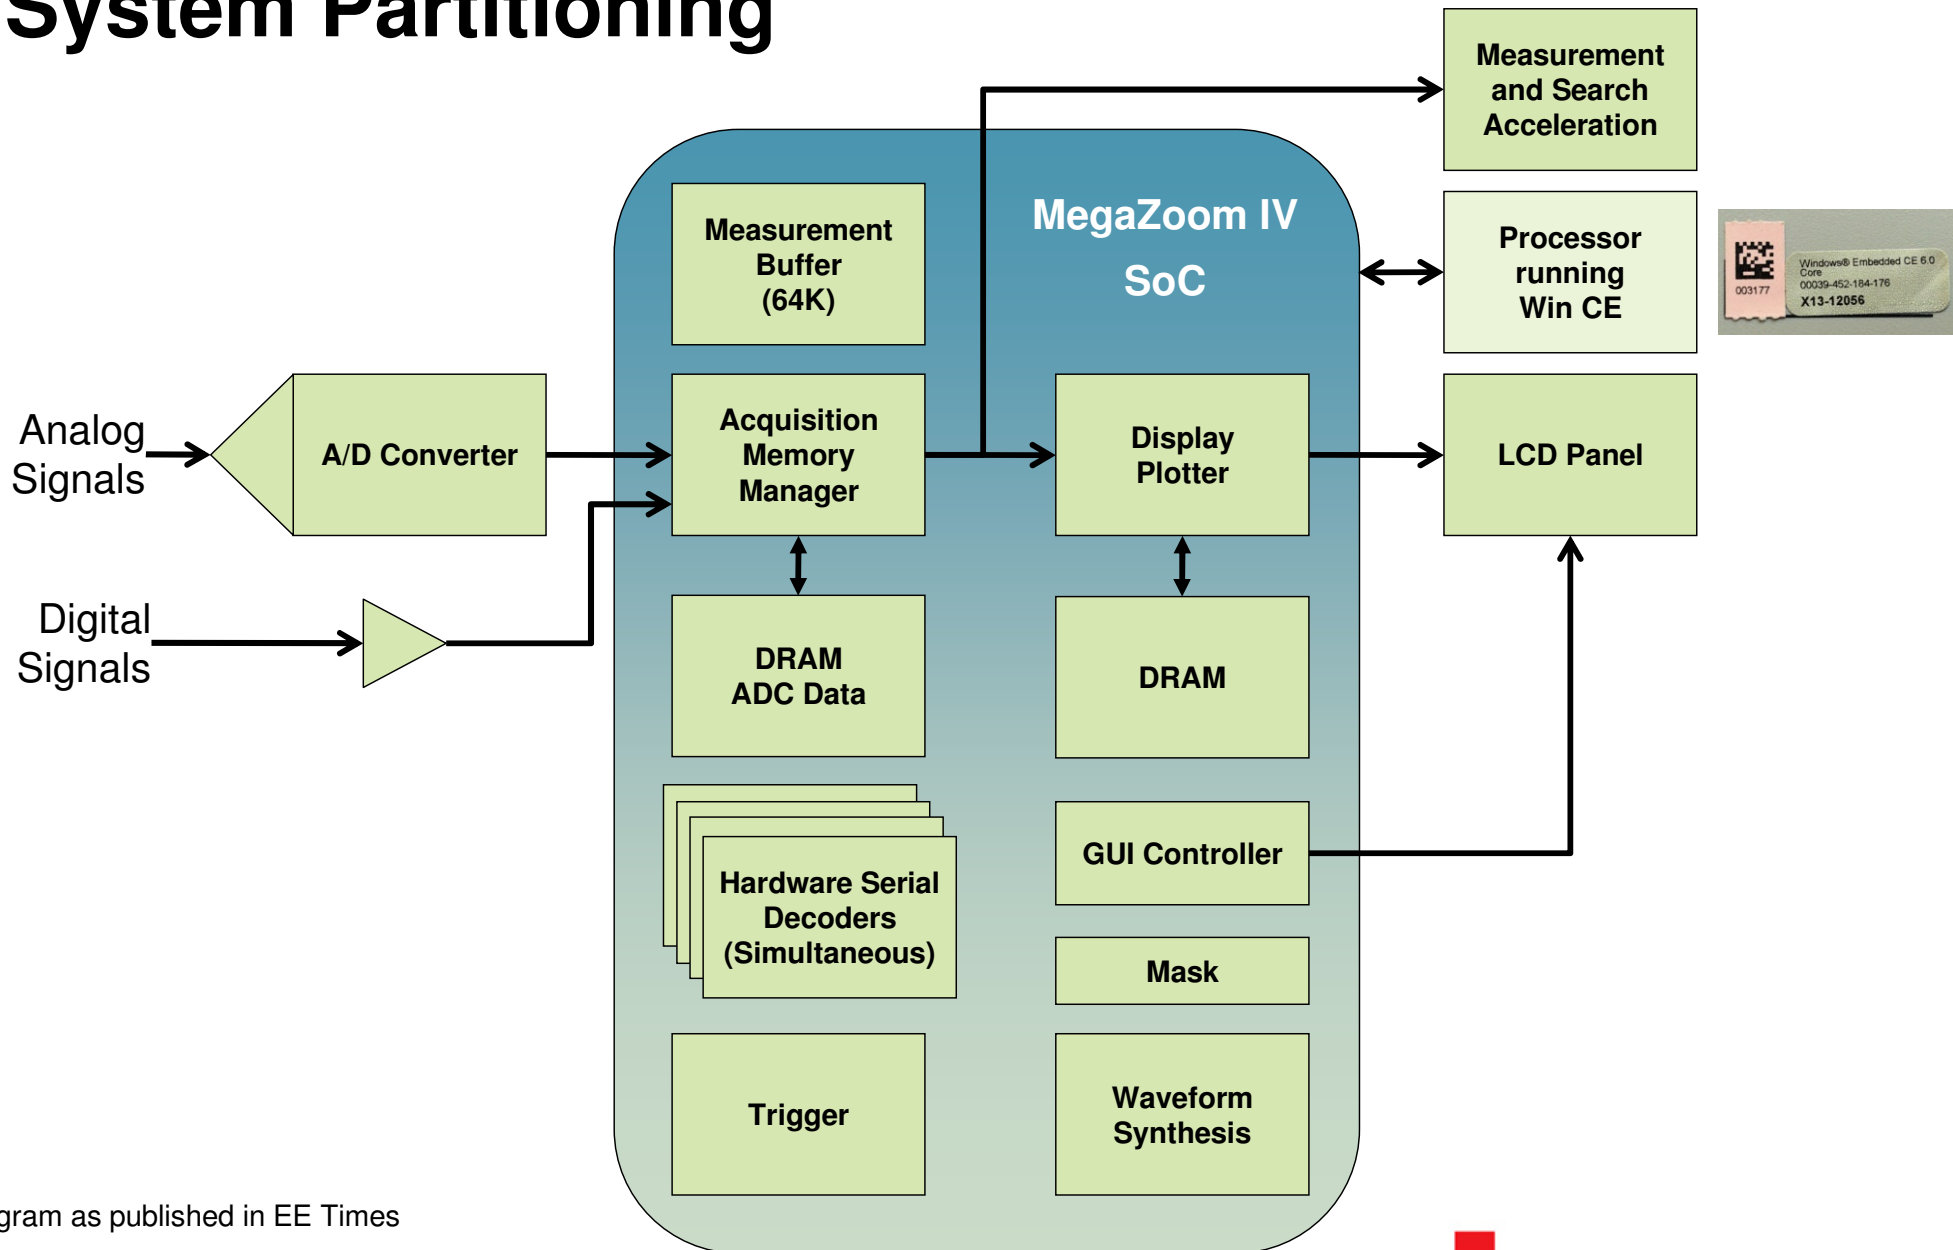 System Partitioning
Measurement
and Search
Acceleration
MegaZoom IV
SoC
Measurement
Buffer
(64K)
Processor
running
Win CE
Windows® Embedded CE 6.0
Core
00039-452-184-176
X13-12056
003177
Analog
Signals
A/D Converter
Acquisition
Memory
Manager
Display
Plotter
LCD Panel
Digital
Signals
DRAM
ADC Data
DRAM
Hardware Serial
Decoders
(Simultaneous)
GUI Controller
Mask
Trigger
Waveform
Synthesis
gram as published in EE Times